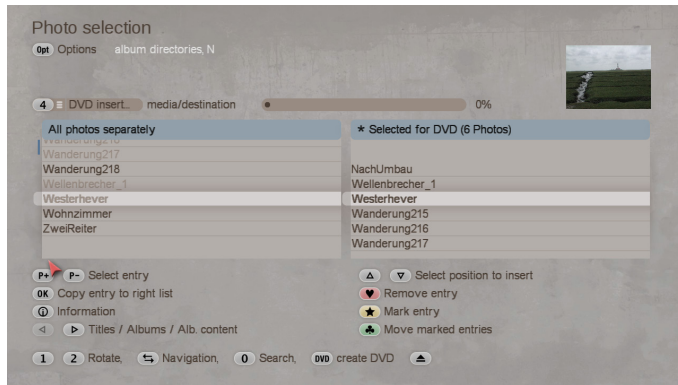 Photo selection
Opt Options album directories, N
4 DVD insert.. media/destination 0%
All photos separately
Wanderung216
Wanderung217
Wanderung218
Wellenbrecher_1
Westerhever
Wohnzimmer
ZweiReiter
* Selected for DVD (6 Photos)
NachUmbau
Wellenbrecher_1
Westerhever
Wanderung215
Wanderung216
Wanderung217
P+ P- Select entry
OK Copy entry to right list
Information
Titles / Albums / Alb. content
Select position to insert
Remove entry
Mark entry
Move marked entries
1 2 Rotate, Navigation, 0 Search, DVD create DVD